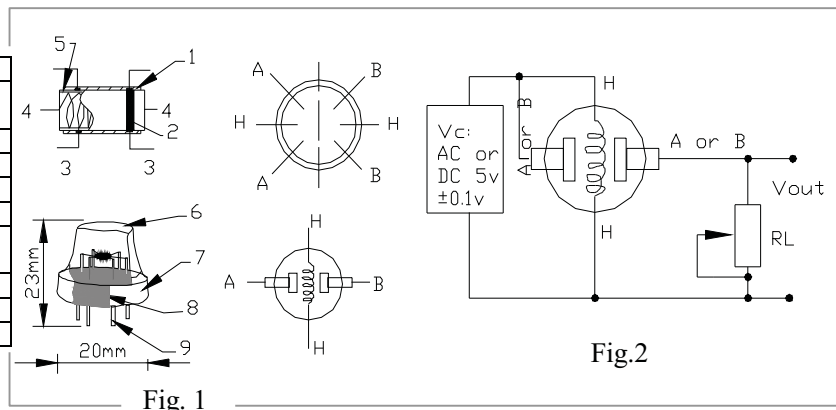 5
1
4
4
2
3
3
A
B
H
H
A
B
6
7
8
9
23mm
20mm
A
B
H
H
Fig. 1
Vc:
AC or
DC 5v
±0.1v
A or B
H
H
A or B
Vout
RL
Fig.2